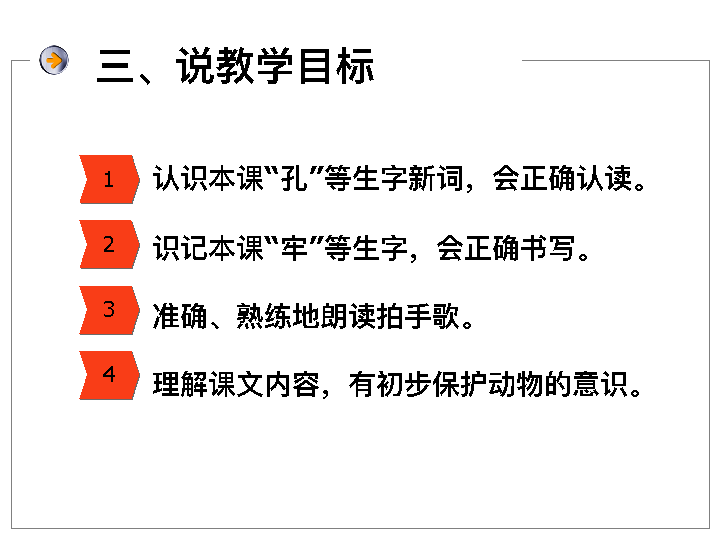 三、说教学目标
1 认识本课“孔”等生字新词，会正确认读。
2 识记本课“牢”等生字，会正确书写。
3 准确、熟练地朗读拍手歌。
4 理解课文内容，有初步保护动物的意识。